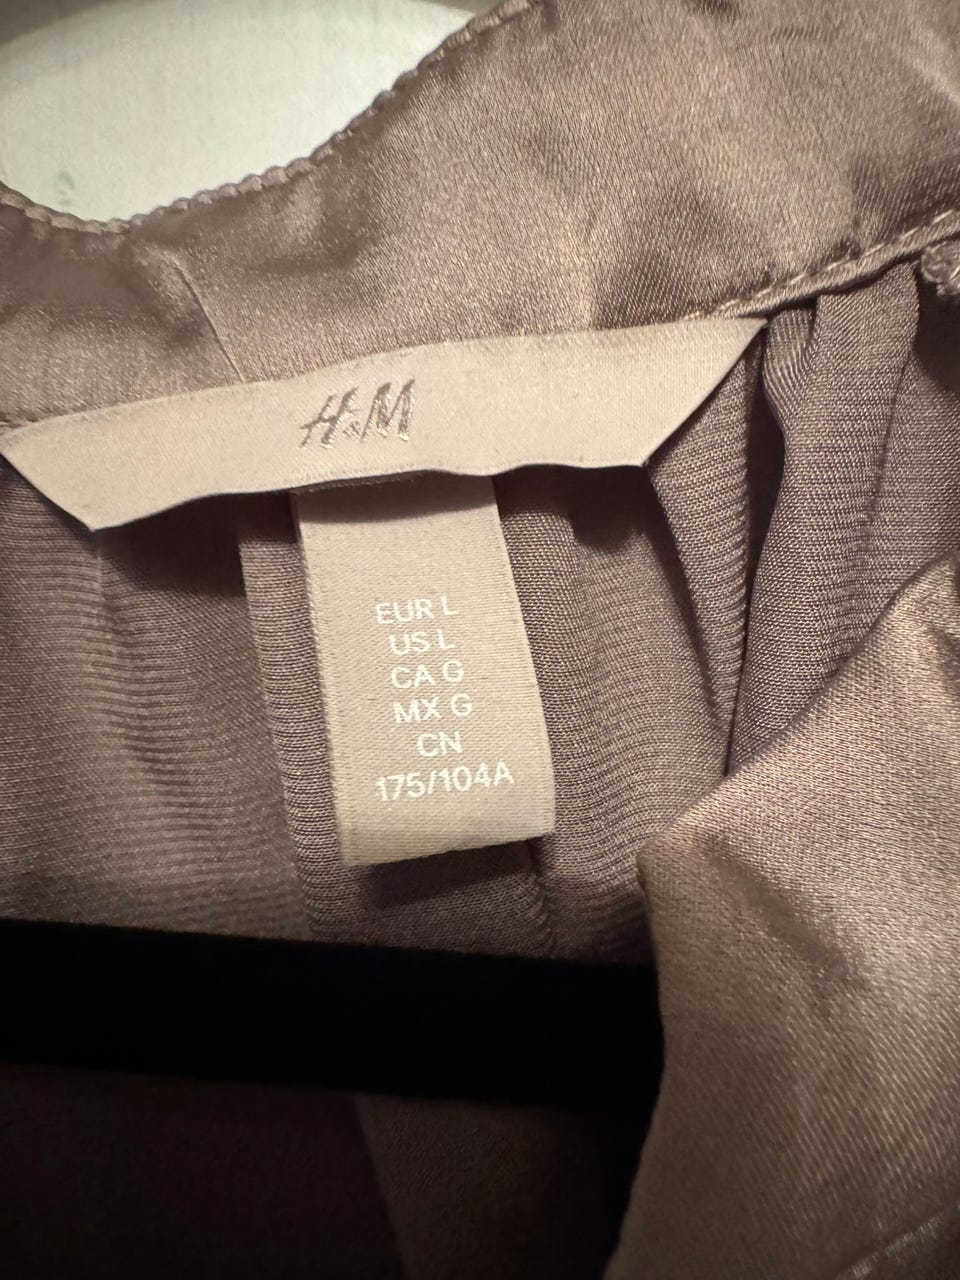 H&M
EUR L
US L
CA G
MX G
CN
175/104A